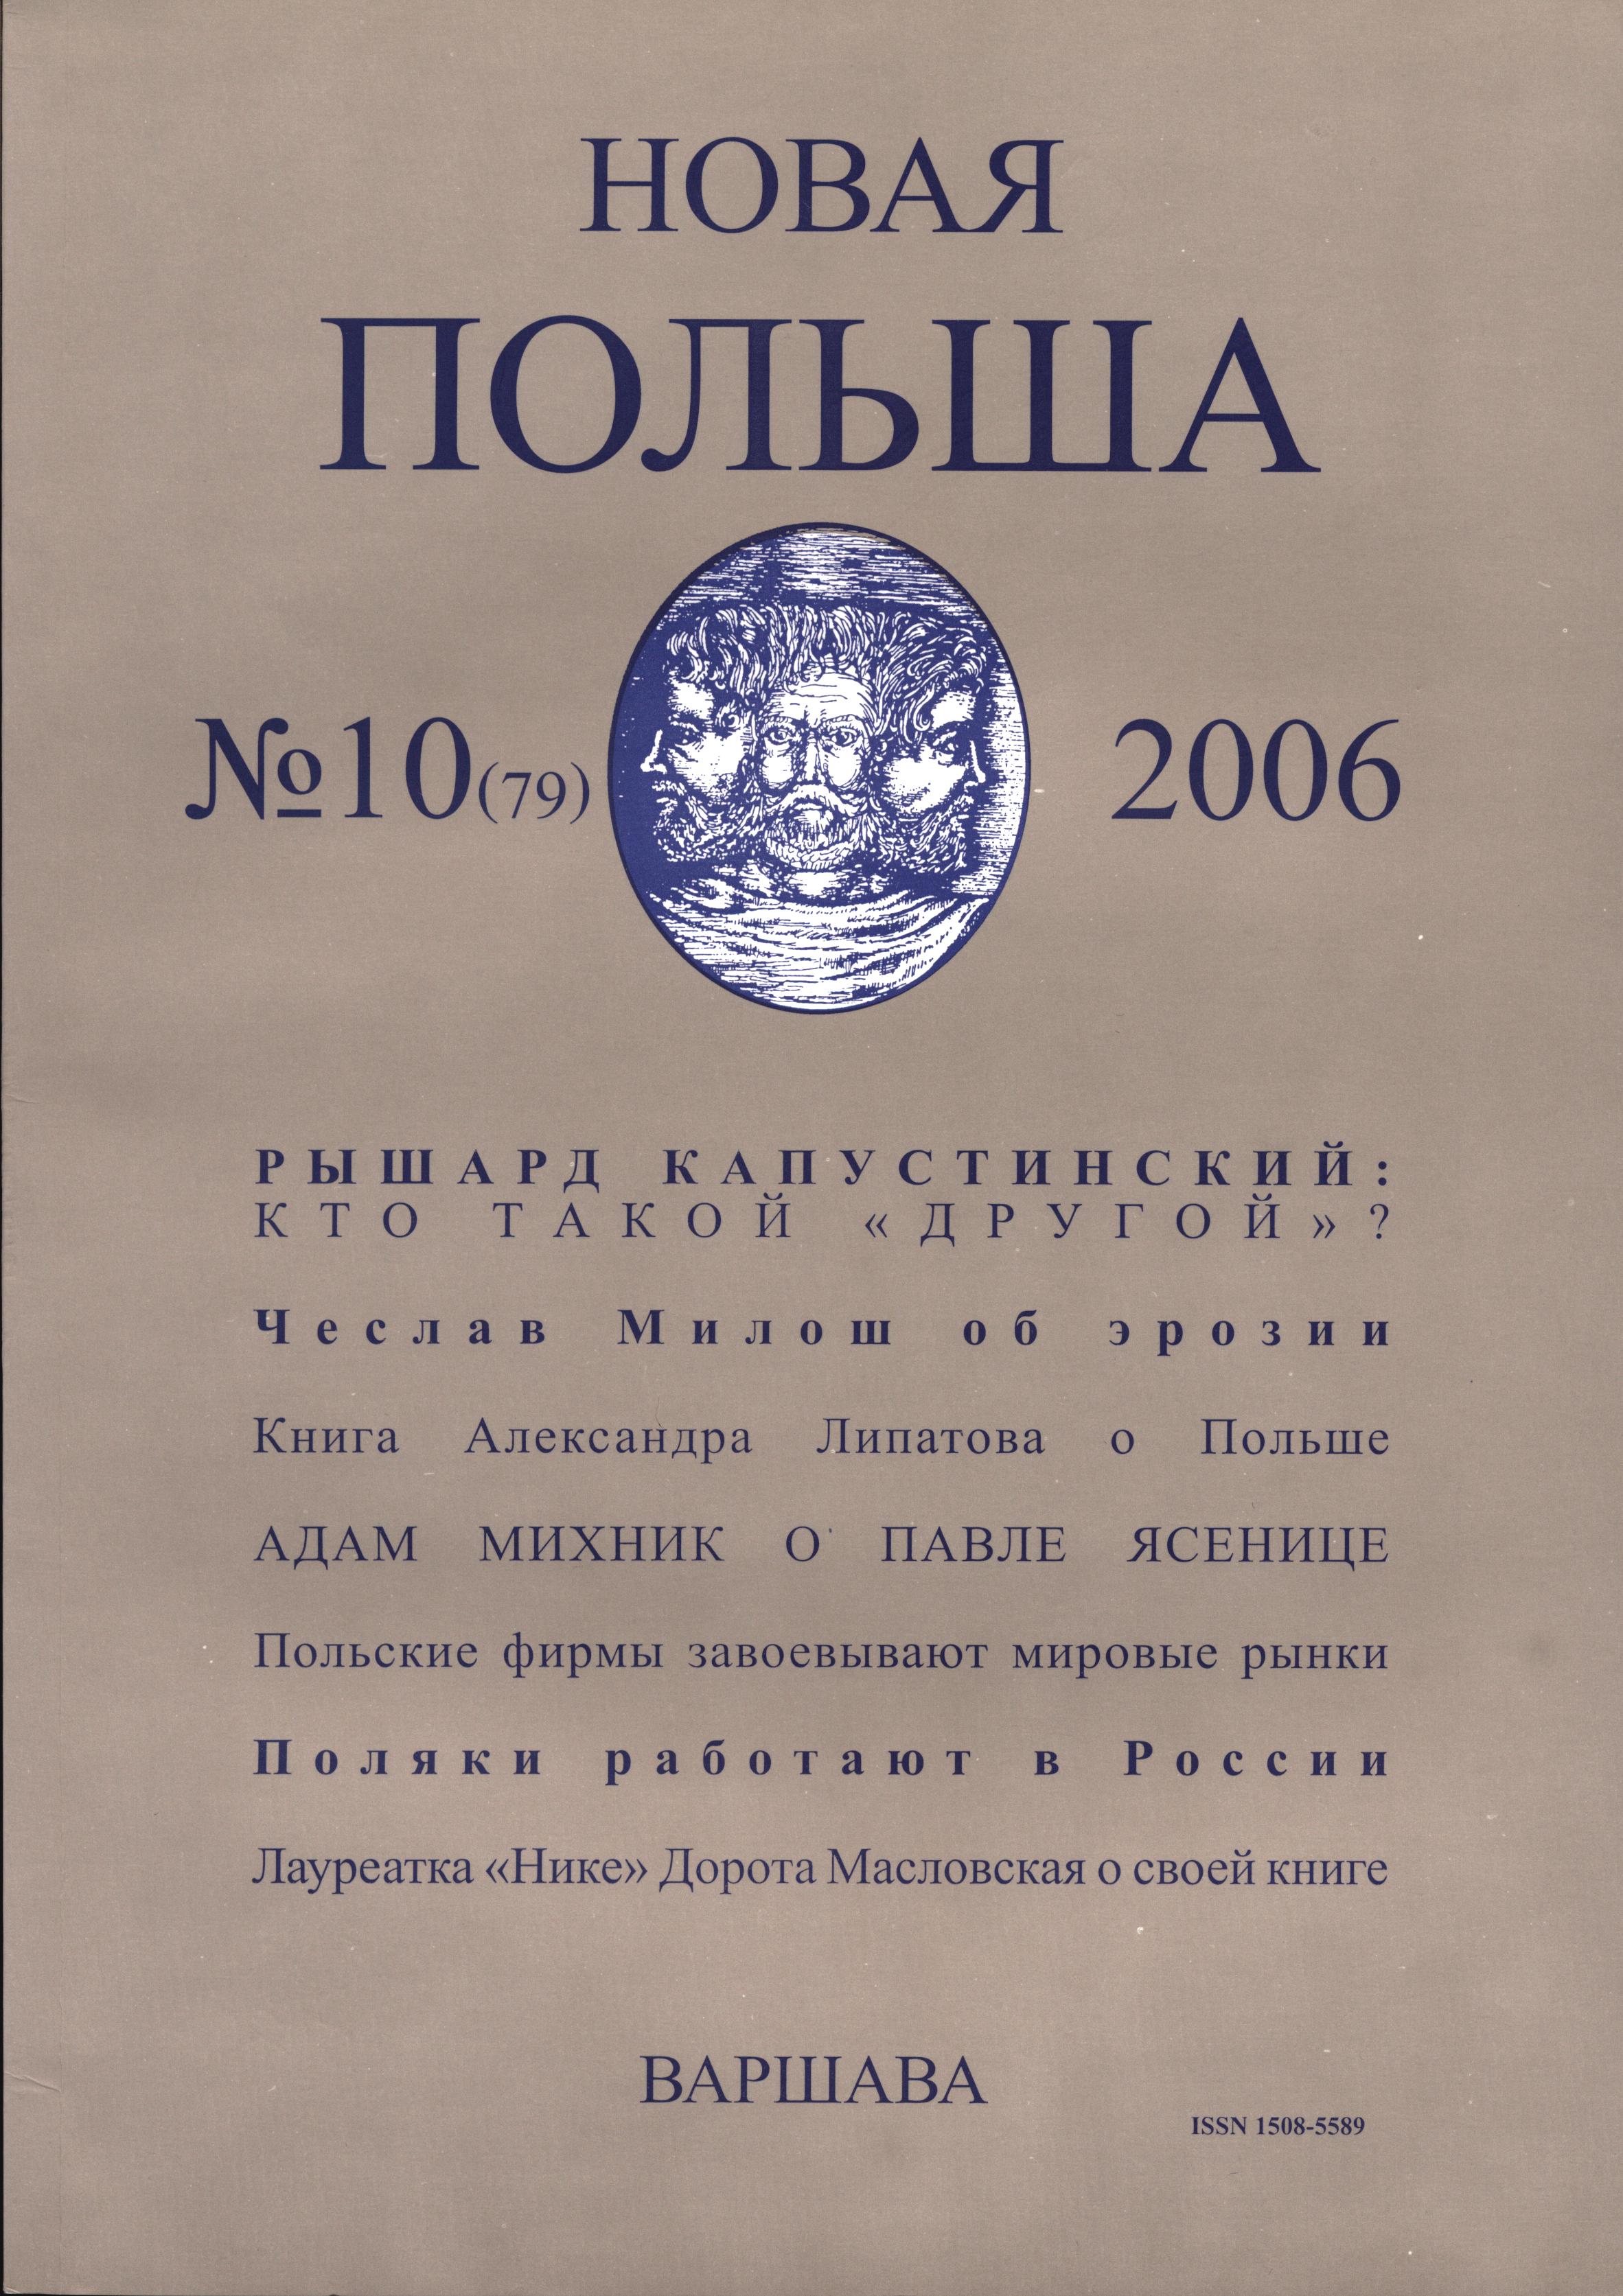 НОВАЯ
ПОЛЬША
№10(79)
2006
РЫШАРД КАПУСТИНСКИЙ:
КТО ТАКОЙ «ДРУГОЙ»?
Чеслав Милош об эрозии
Книга Александра Липатова о Польше
АДАМ МИХНИК О ПАВЛЕ ЯСЕНИЦЕ
Польские фирмы завоевывают мировые рынки
Поляки работают в России
Лауреатка «Нике» Дорота Масловская о своей книге
ВАРШАВА
ISSN 1508-5589